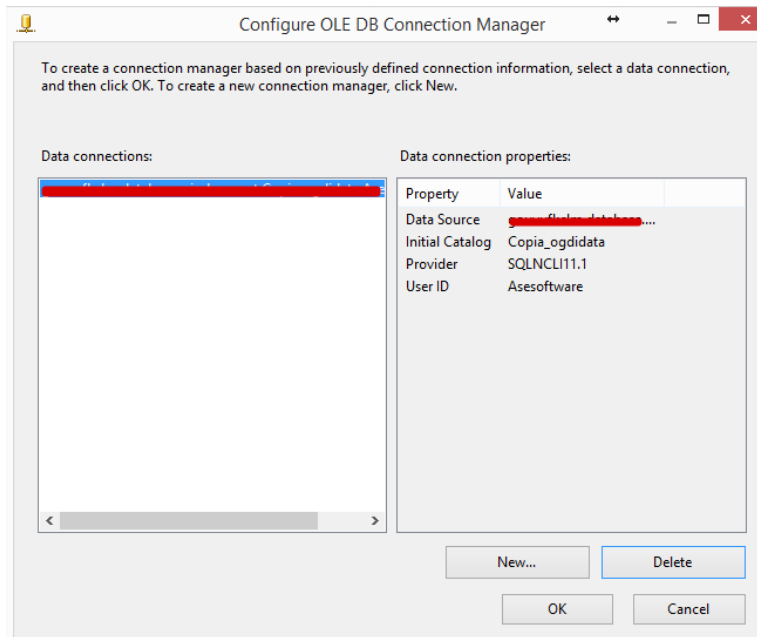 Configure OLE DB Connection Manager
To create a connection manager based on previously defined connection information, select a data connection,
and then click OK. To create a new connection manager, click New.
Data connections:
Data connection properties:
Property Value
Data Source
Initial Catalog Copia_ogdidata
Provider SQLNCLI11.1
User ID Asesoftware
New...
Delete
OK
Cancel